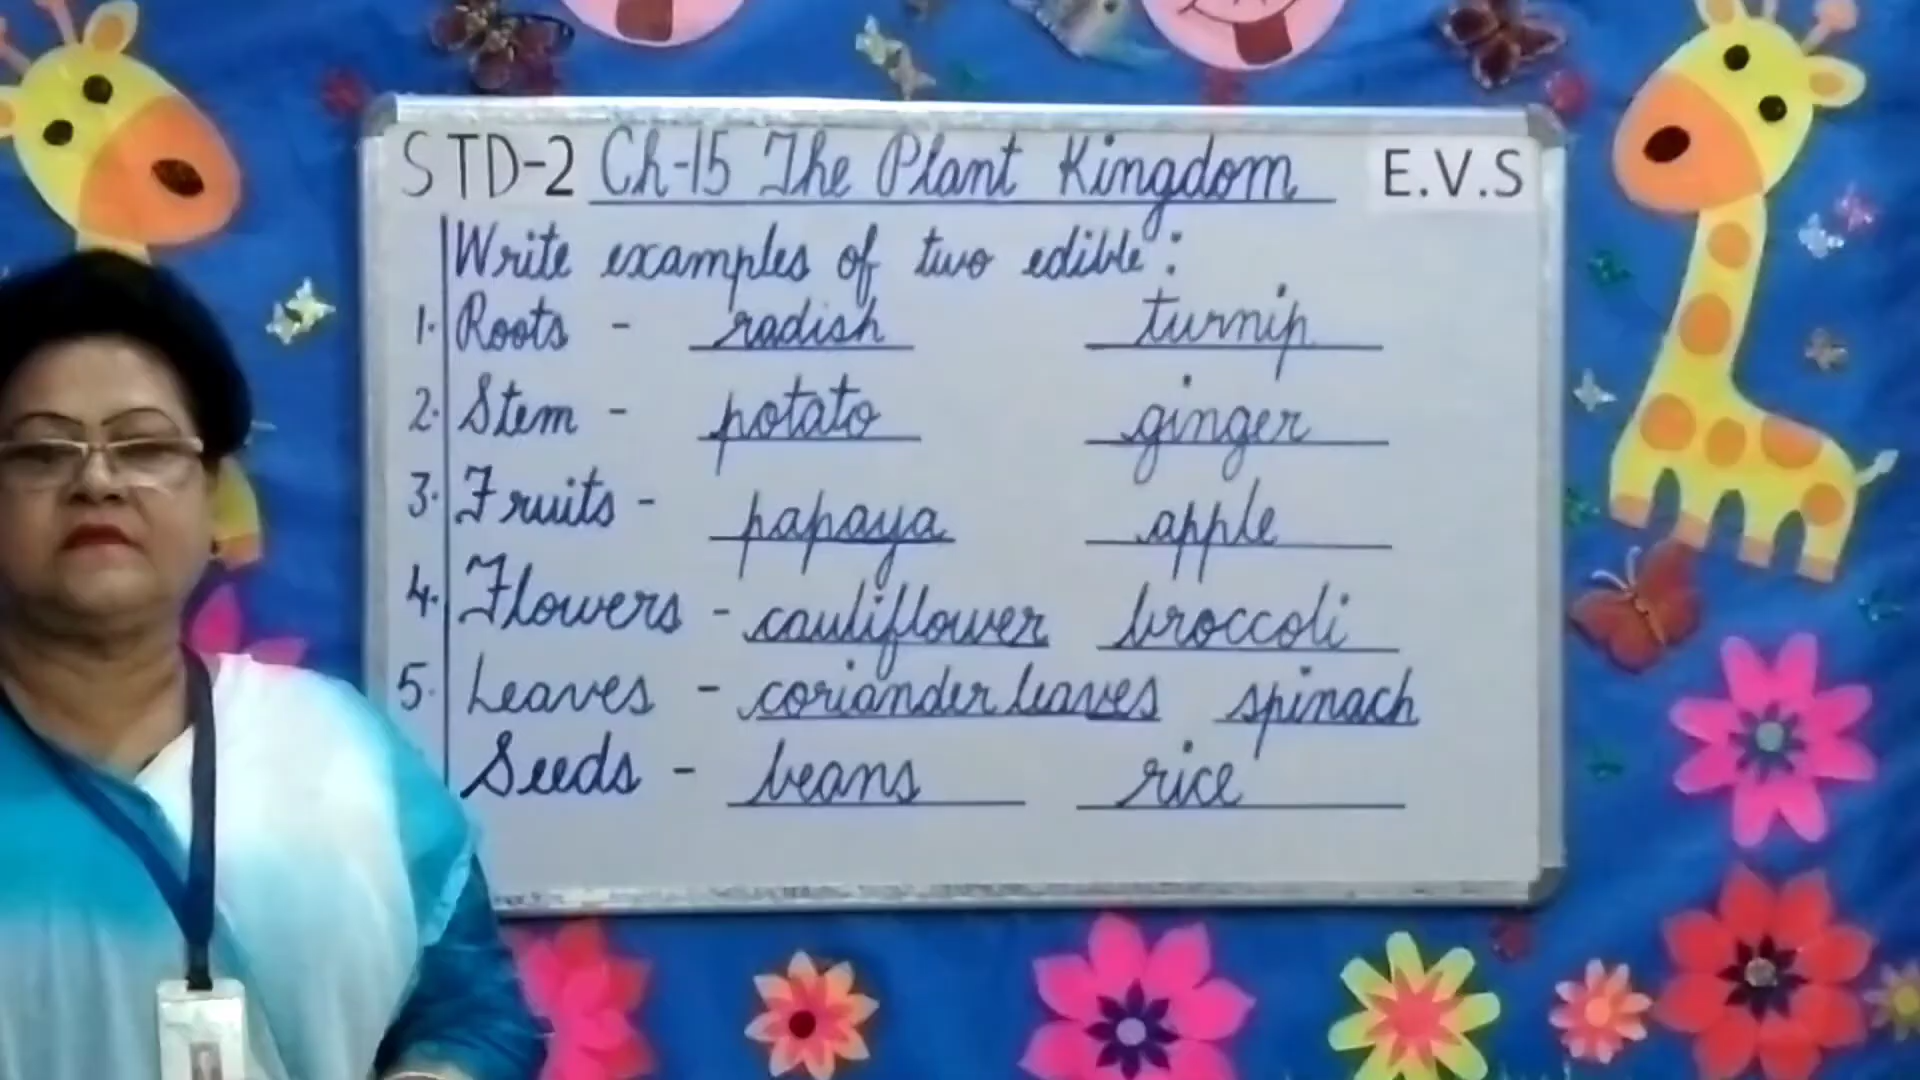 STD-2 Ch-15 The Plant Kingdom E.V.S
Write examples of two edible:
1. Roots - radish turnip
2. Stem - potato ginger
3. Fruits - papaya apple
4. Flowers - cauliflower broccoli
5. Leaves - coriander leaves spinach
Seeds - beans rice